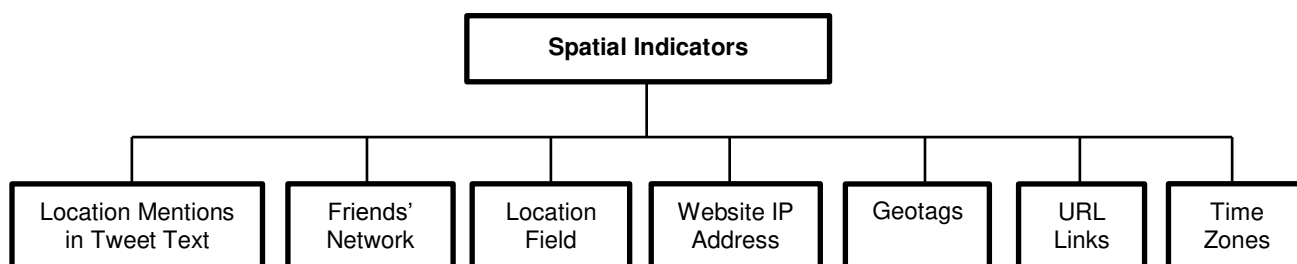 Spatial Indicators
Location Mentions
in Tweet Text
Friends’
Network
Location
Field
Website IP
Address
Geotags
URL
Links
Time
Zones